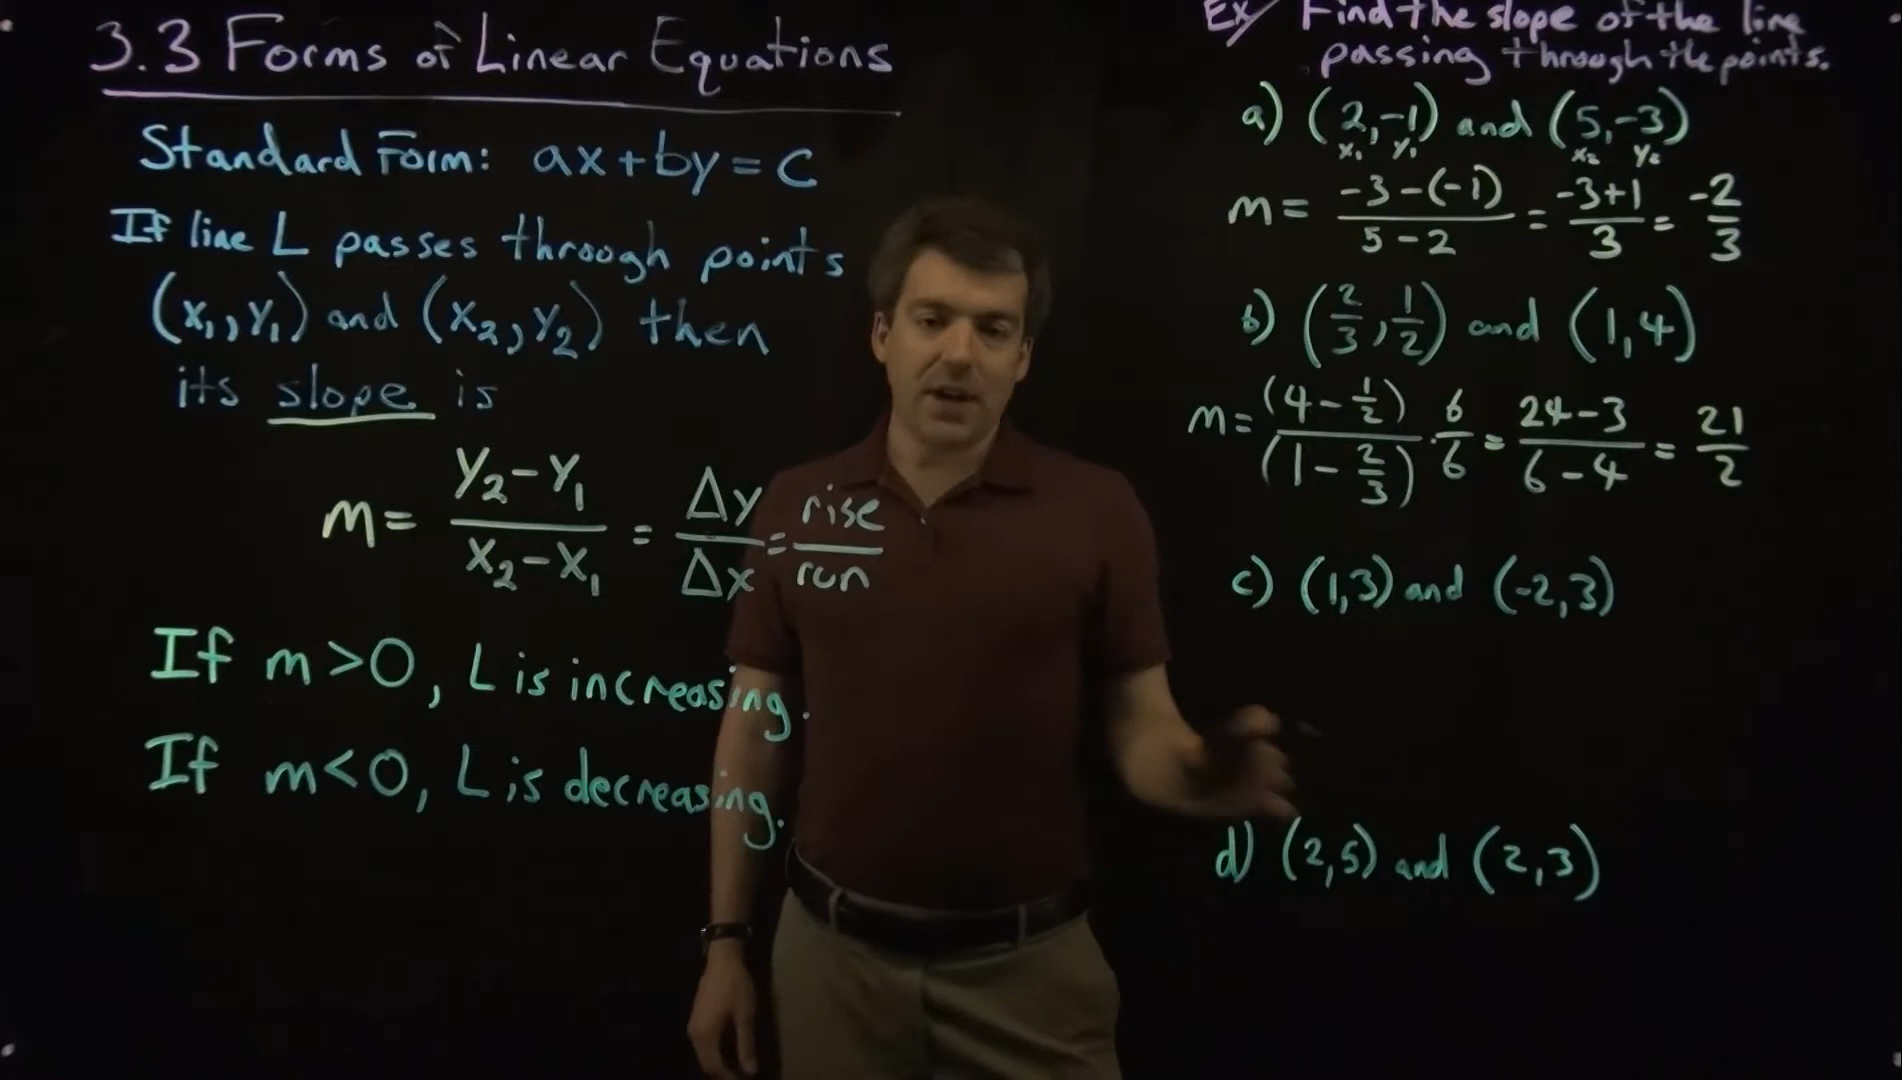 3.3 Forms of Linear Equations
Standard Form: ax+by=c
If line L passes through points
(x₁,y₁) and (x₂,y₂) then
its slope is
m= y₂-y₁/x₂-x₁ = Δy/Δx = rise/run
If m>0, L is increasing.
If m<0, L is decreasing.
Ex/ Find the slope of the line
passing through the points.
a) (2,-1) and (5,-3)
x₁ y₁ x₂ y₂
m= -3-(-1)/5-2 = -3+1/3 = -2/3
b) (2/3, 1/2) and (1,4)
m= (4-1/2)/(1-2/3) · 6/6 = 24-3/6-4 = 21/2
c) (1,3) and (-2,3)
d) (2,5) and (2,3)